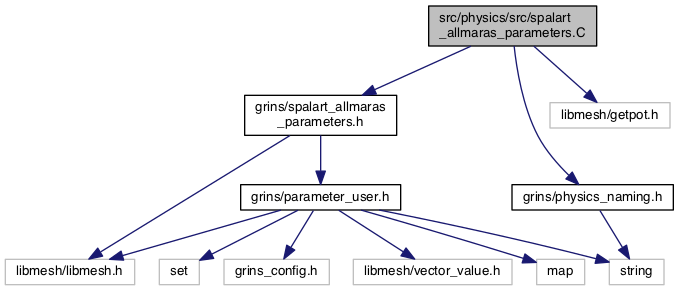 src/physics/src/spalart
_allmaras_parameters.C
grins/spalart_allmaras
_parameters.h
libmesh/getpot.h
grins/parameter_user.h
grins/physics_naming.h
libmesh/libmesh.h
set
grins_config.h
libmesh/vector_value.h
map
string